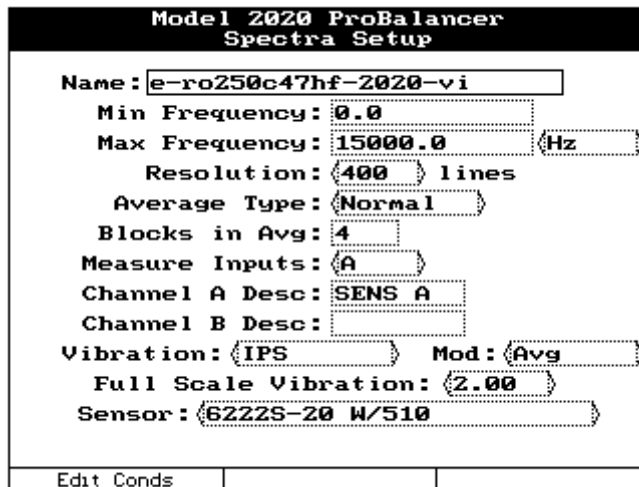 Model 2020 ProBalancer
Spectra Setup
Name: e-ro250c47hf-2020-vi
Min Frequency: 0.0
Max Frequency: 15000.0 Hz
Resolution: 400 lines
Average Type: Normal
Blocks in Avg: 4
Measure Inputs: A
Channel A Desc: SENS A
Channel B Desc:
Vibration: IPS Mod: Avg
Full Scale Vibration: 2.00
Sensor: 6222S-20 W/510
Edit Conds